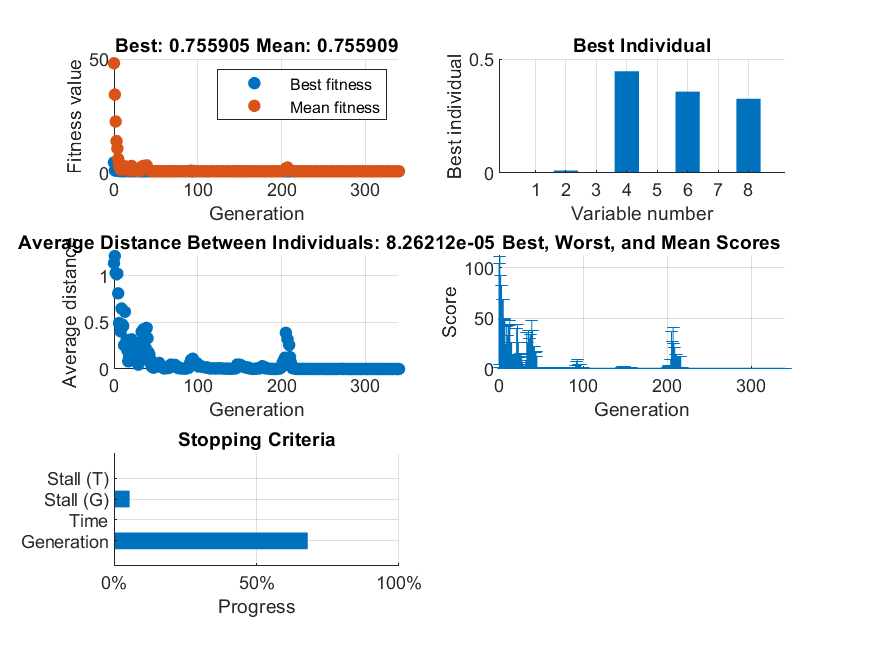 Best: 0.755905 Mean: 0.755909
Fitness value
50
0
Best fitness
Mean fitness
0 100 200 300
Generation
Best Individual
Best individual
0.5
0
1 2 3 4 5 6 7 8
Variable number
Average Distance Between Individuals: 8.26212e-05
Average distance
1
0.5
0
0 100 200 300
Generation
Best, Worst, and Mean Scores
Score
100
50
0
0 100 200 300
Generation
Stopping Criteria
Stall (T)
Stall (G)
Time
Generation
0% 50% 100%
Progress